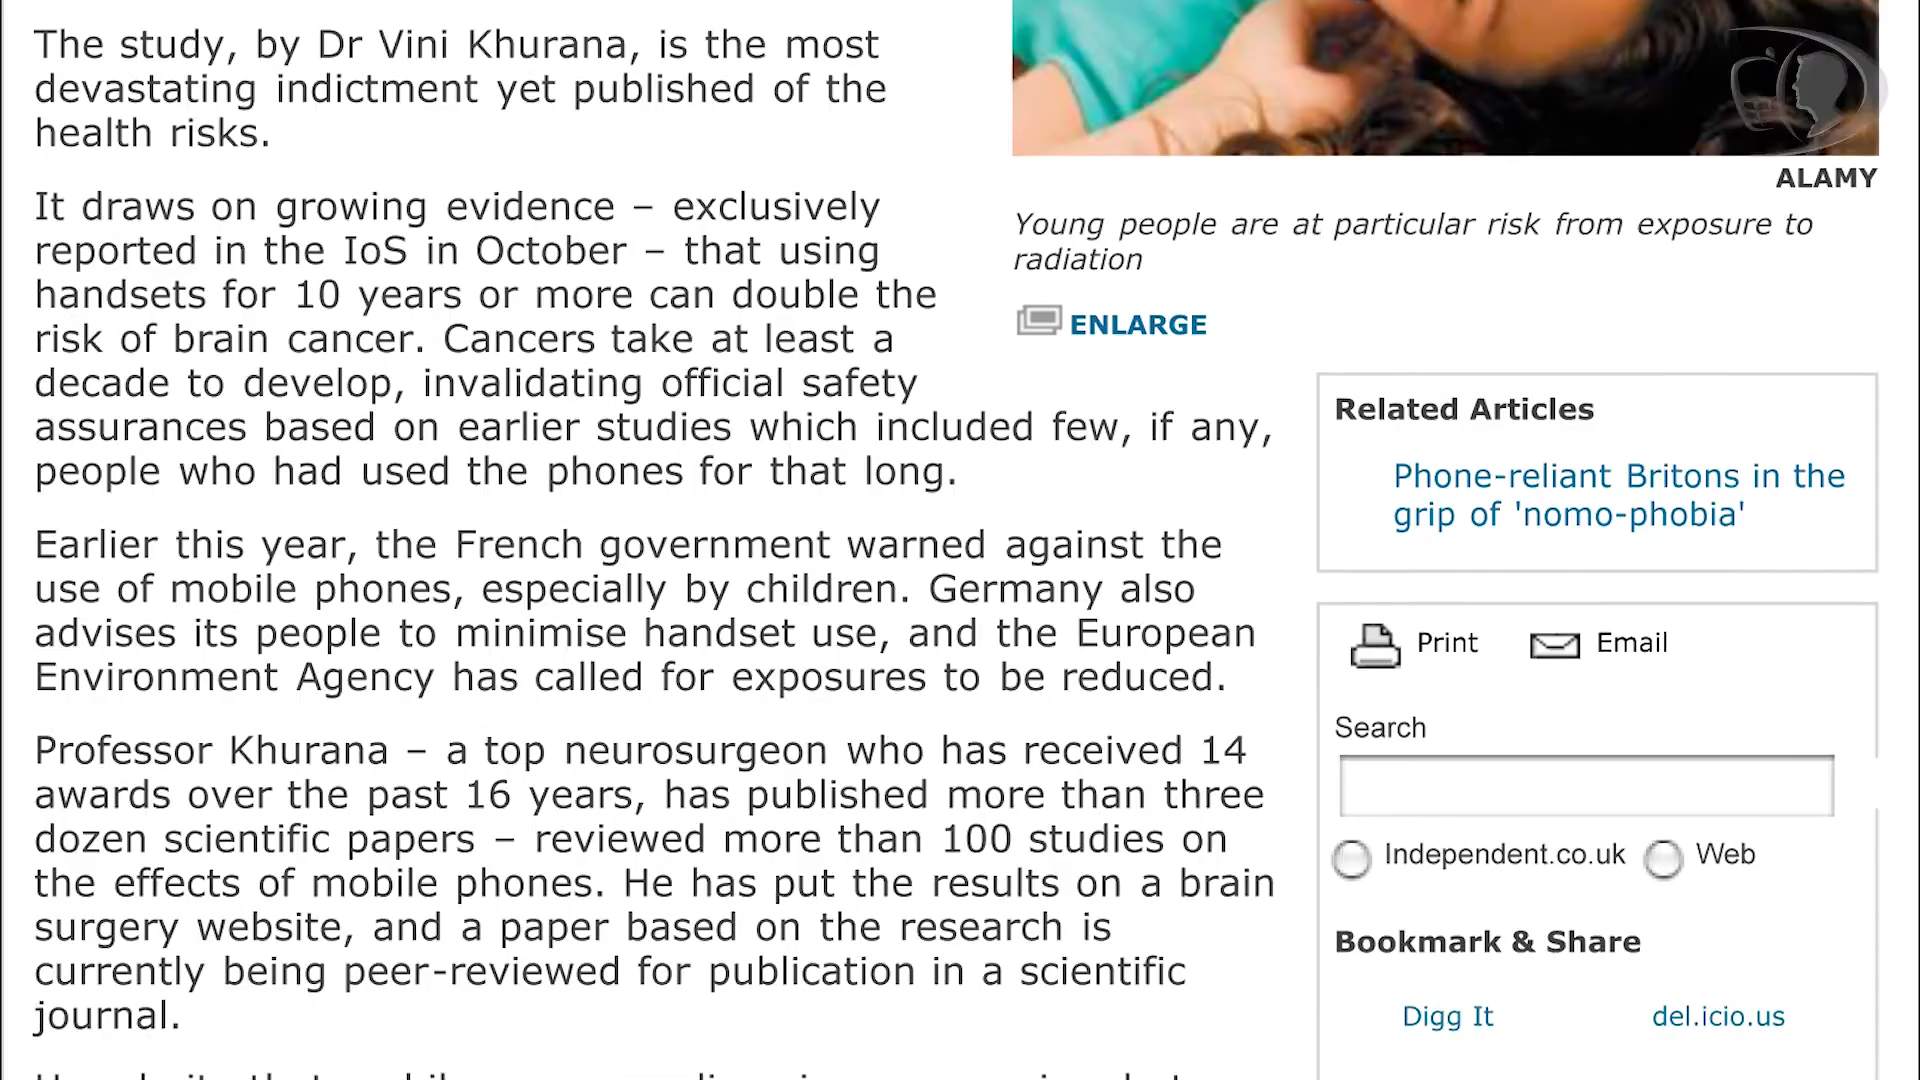 The study, by Dr Vini Khurana, is the most
devastating indictment yet published of the
health risks.
It draws on growing evidence – exclusively
reported in the IoS in October – that using
handsets for 10 years or more can double the
risk of brain cancer. Cancers take at least a
decade to develop, invalidating official safety
assurances based on earlier studies which included few, if any,
people who had used the phones for that long.
Earlier this year, the French government warned against the
use of mobile phones, especially by children. Germany also
advises its people to minimise handset use, and the European
Environment Agency has called for exposures to be reduced.
Professor Khurana – a top neurosurgeon who has received 14
awards over the past 16 years, has published more than three
dozen scientific papers – reviewed more than 100 studies on
the effects of mobile phones. He has put the results on a brain
surgery website, and a paper based on the research is
currently being peer-reviewed for publication in a scientific
journal.
ALAMY
Young people are at particular risk from exposure to
radiation
ENLARGE
Related Articles
Phone-reliant Britons in the
grip of 'nomo-phobia'
Print Email
Search
Independent.co.uk Web
Bookmark & Share
Digg It del.icio.us